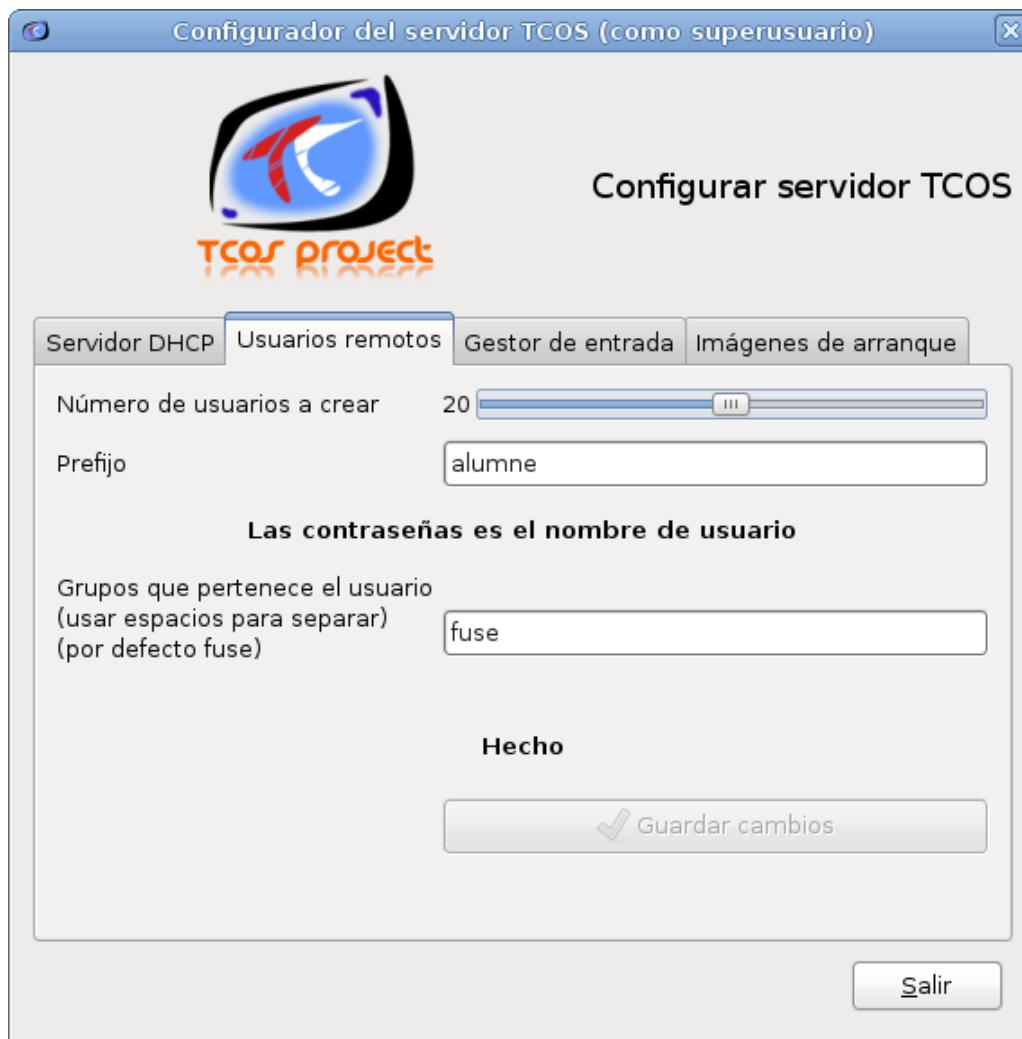 Configurador del servidor TCOS (como superusuario)
TCOS PROJECT
Configurar servidor TCOS
Servidor DHCP
Usuarios remotos
Gestor de entrada
Imágenes de arranque
Número de usuarios a crear
20
Prefijo
alumne
Las contraseñas es el nombre de usuario
Grupos que pertenece el usuario
(usar espacios para separar)
(por defecto fuse)
fuse
Hecho
Guardar cambios
Salir